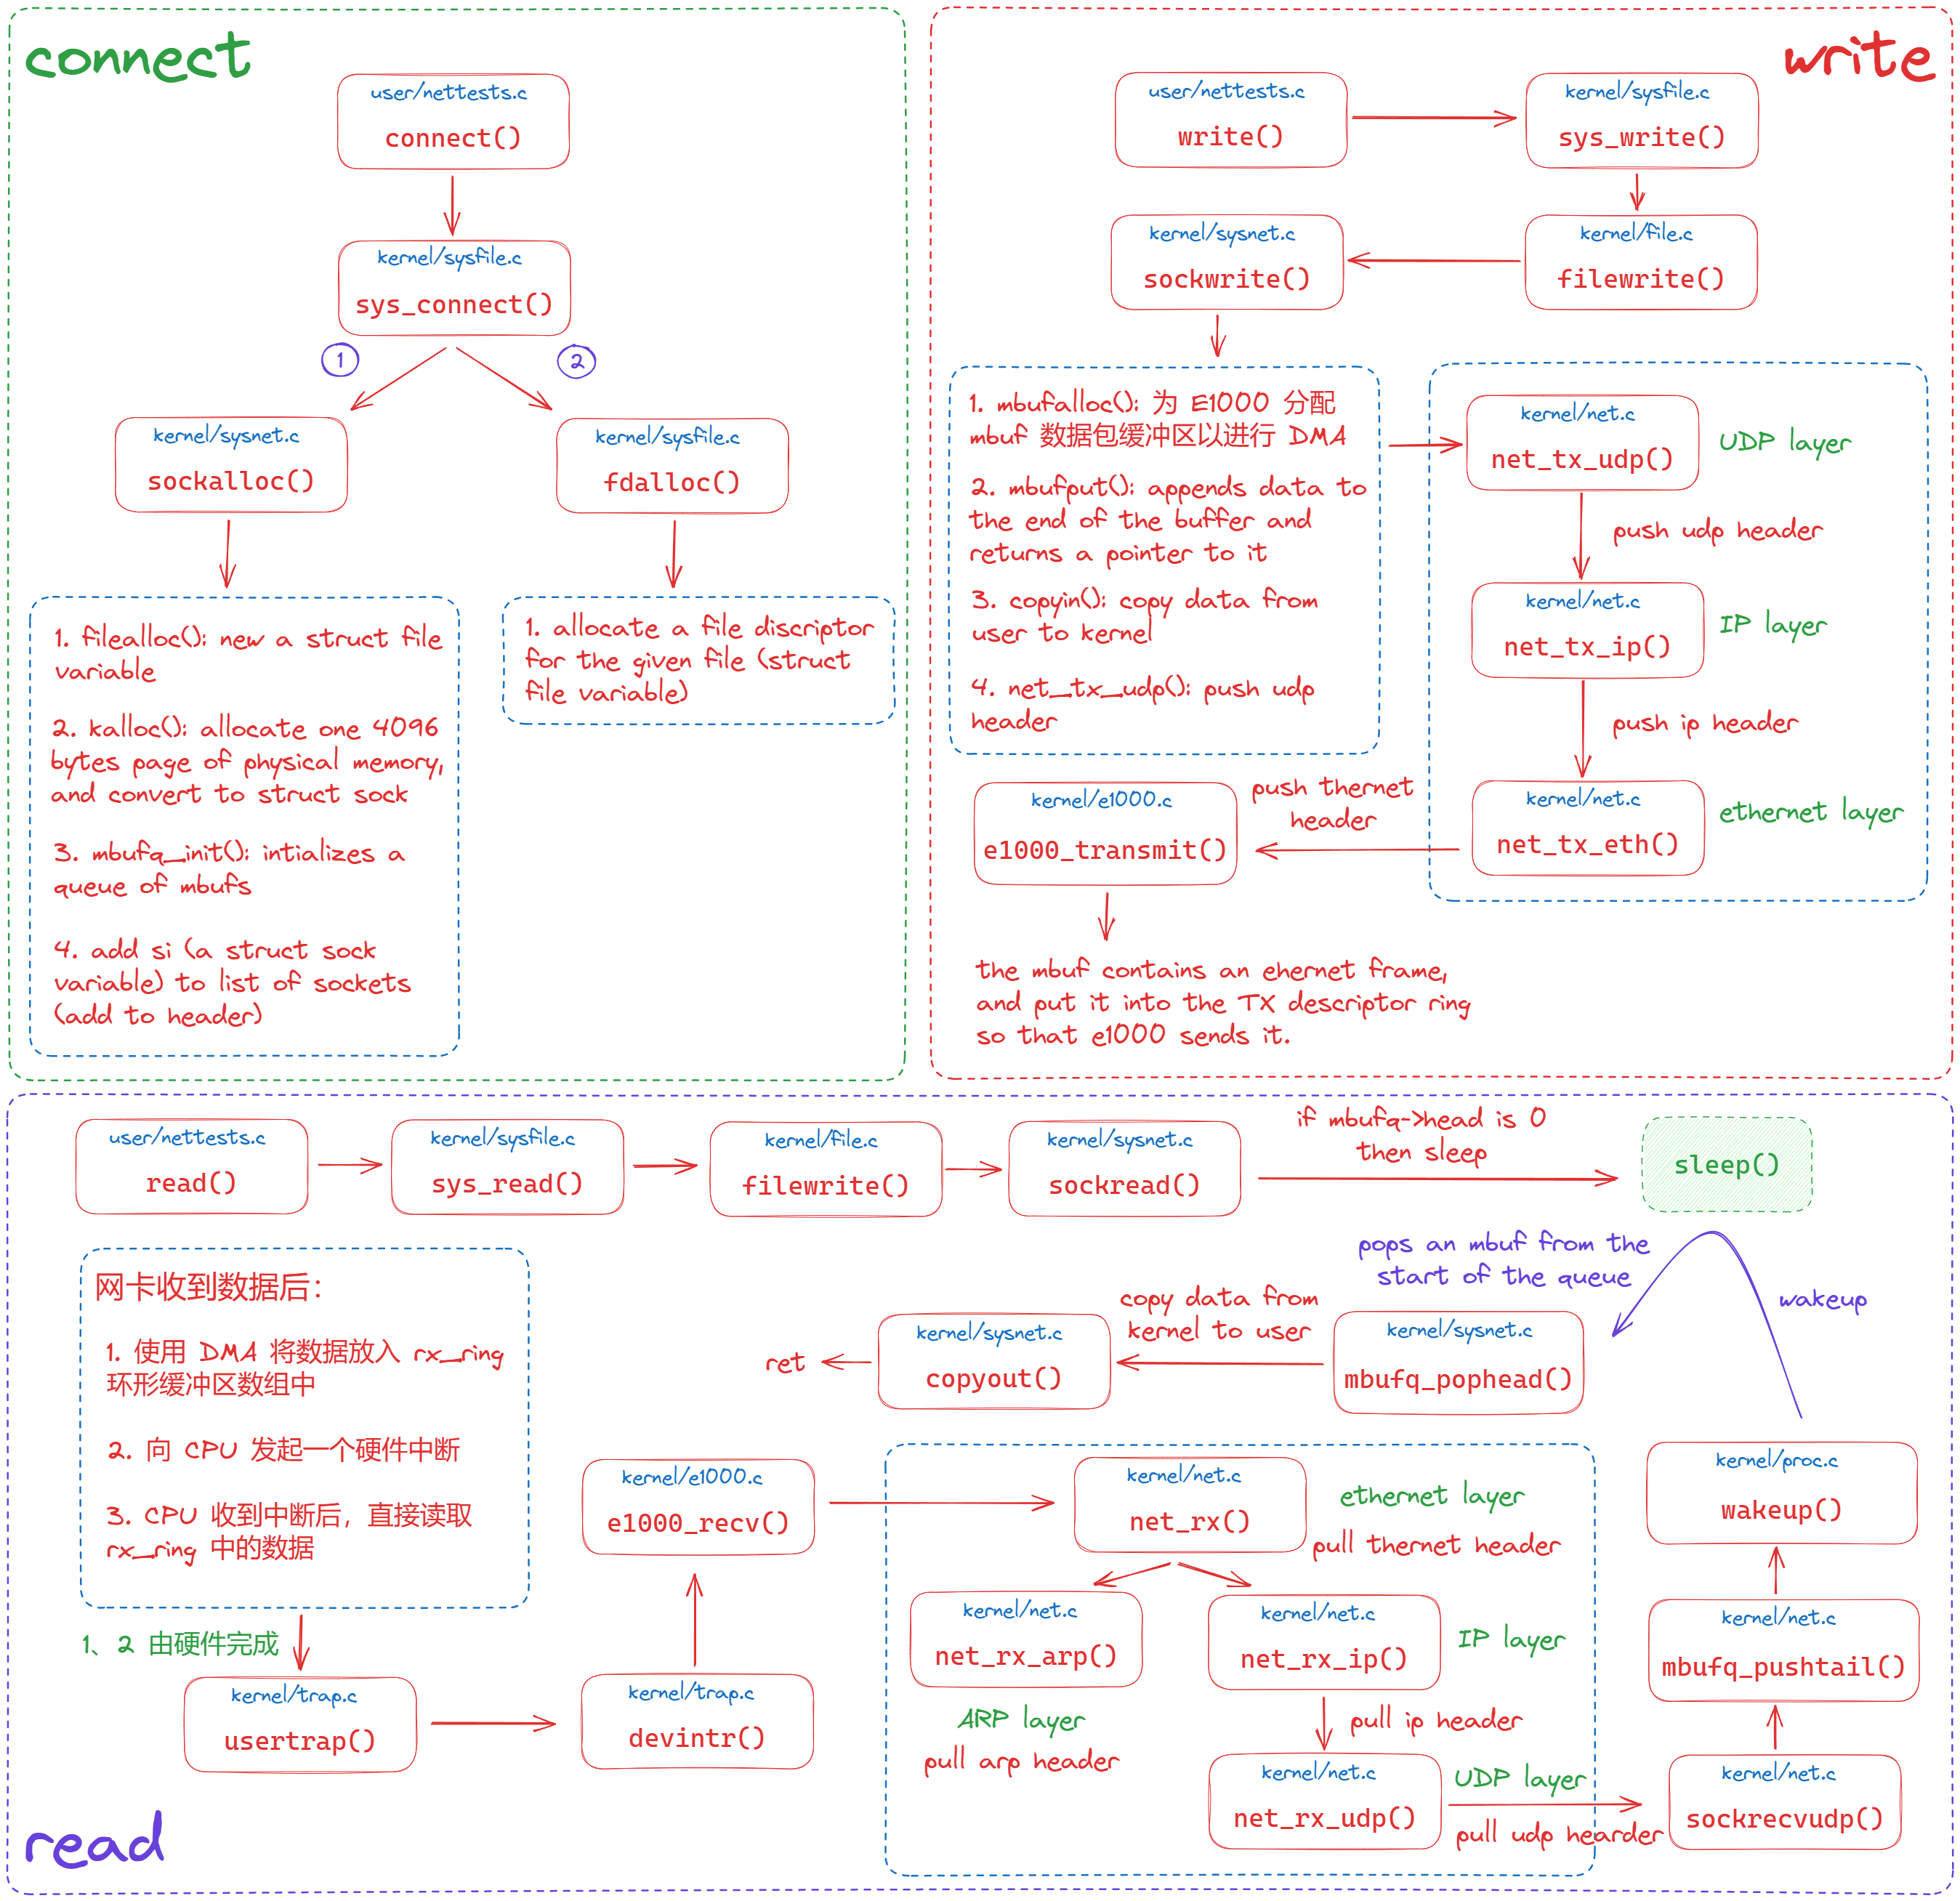 connect
user/nettests.c
connect()
kernel/sysfile.c
sys_connect()
1
2
kernel/sysnet.c
sockalloc()
kernel/sysfile.c
fdalloc()
1. filealloc(): new a struct file
variable
2. kalloc(): allocate one 4096
bytes page of physical memory,
and convert to struct sock
3. mbufq_init(): intializes a
queue of mbufs
4. add si (a struct sock
variable) to list of sockets
(add to header)
1. allocate a file discriptor
for the given file (struct
file variable)
write
user/nettests.c
write()
kernel/sysfile.c
sys_write()
kernel/file.c
filewrite()
kernel/sysnet.c
sockwrite()
1. mbufalloc(): 为 E1000 分配
mbuf 数据包缓冲区以进行 DMA
2. mbufput(): appends data to
the end of the buffer and
returns a pointer to it
3. copyin(): copy data from
user to kernel
4. net_tx_udp(): push udp
header
kernel/net.c
net_tx_udp()
UDP layer
push udp header
kernel/net.c
net_tx_ip()
IP layer
push ip header
kernel/net.c
net_tx_eth()
ethernet layer
push thernet
header
kernel/e1000.c
e1000_transmit()
the mbuf contains an ehernet frame,
and put it into the TX descriptor ring
so that e1000 sends it.
user/nettests.c
read()
kernel/sysfile.c
sys_read()
kernel/file.c
filewrite()
kernel/sysnet.c
sockread()
if mbufq->head is 0
then sleep
sleep()
pops an mbuf from the
start of the queue
wakeup
kernel/sysnet.c
mbufq_pophead()
copy data from
kernel to user
kernel/sysnet.c
copyout()
ret
网卡收到数据后：
1. 使用 DMA 将数据放入 rx_ring
环形缓冲区数组中
2. 向 CPU 发起一个硬件中断
3. CPU 收到中断后，直接读取
rx_ring 中的数据
1、2 由硬件完成
kernel/trap.c
usertrap()
kernel/trap.c
devintr()
kernel/e1000.c
e1000_recv()
kernel/net.c
net_rx()
ethernet layer
pull thernet header
kernel/net.c
net_rx_arp()
ARP layer
pull arp header
kernel/net.c
net_rx_ip()
IP layer
pull ip header
kernel/net.c
net_rx_udp()
UDP layer
pull udp hearder
kernel/net.c
sockrecvudp()
kernel/net.c
mbufq_pushtail()
kernel/proc.c
wakeup()
read